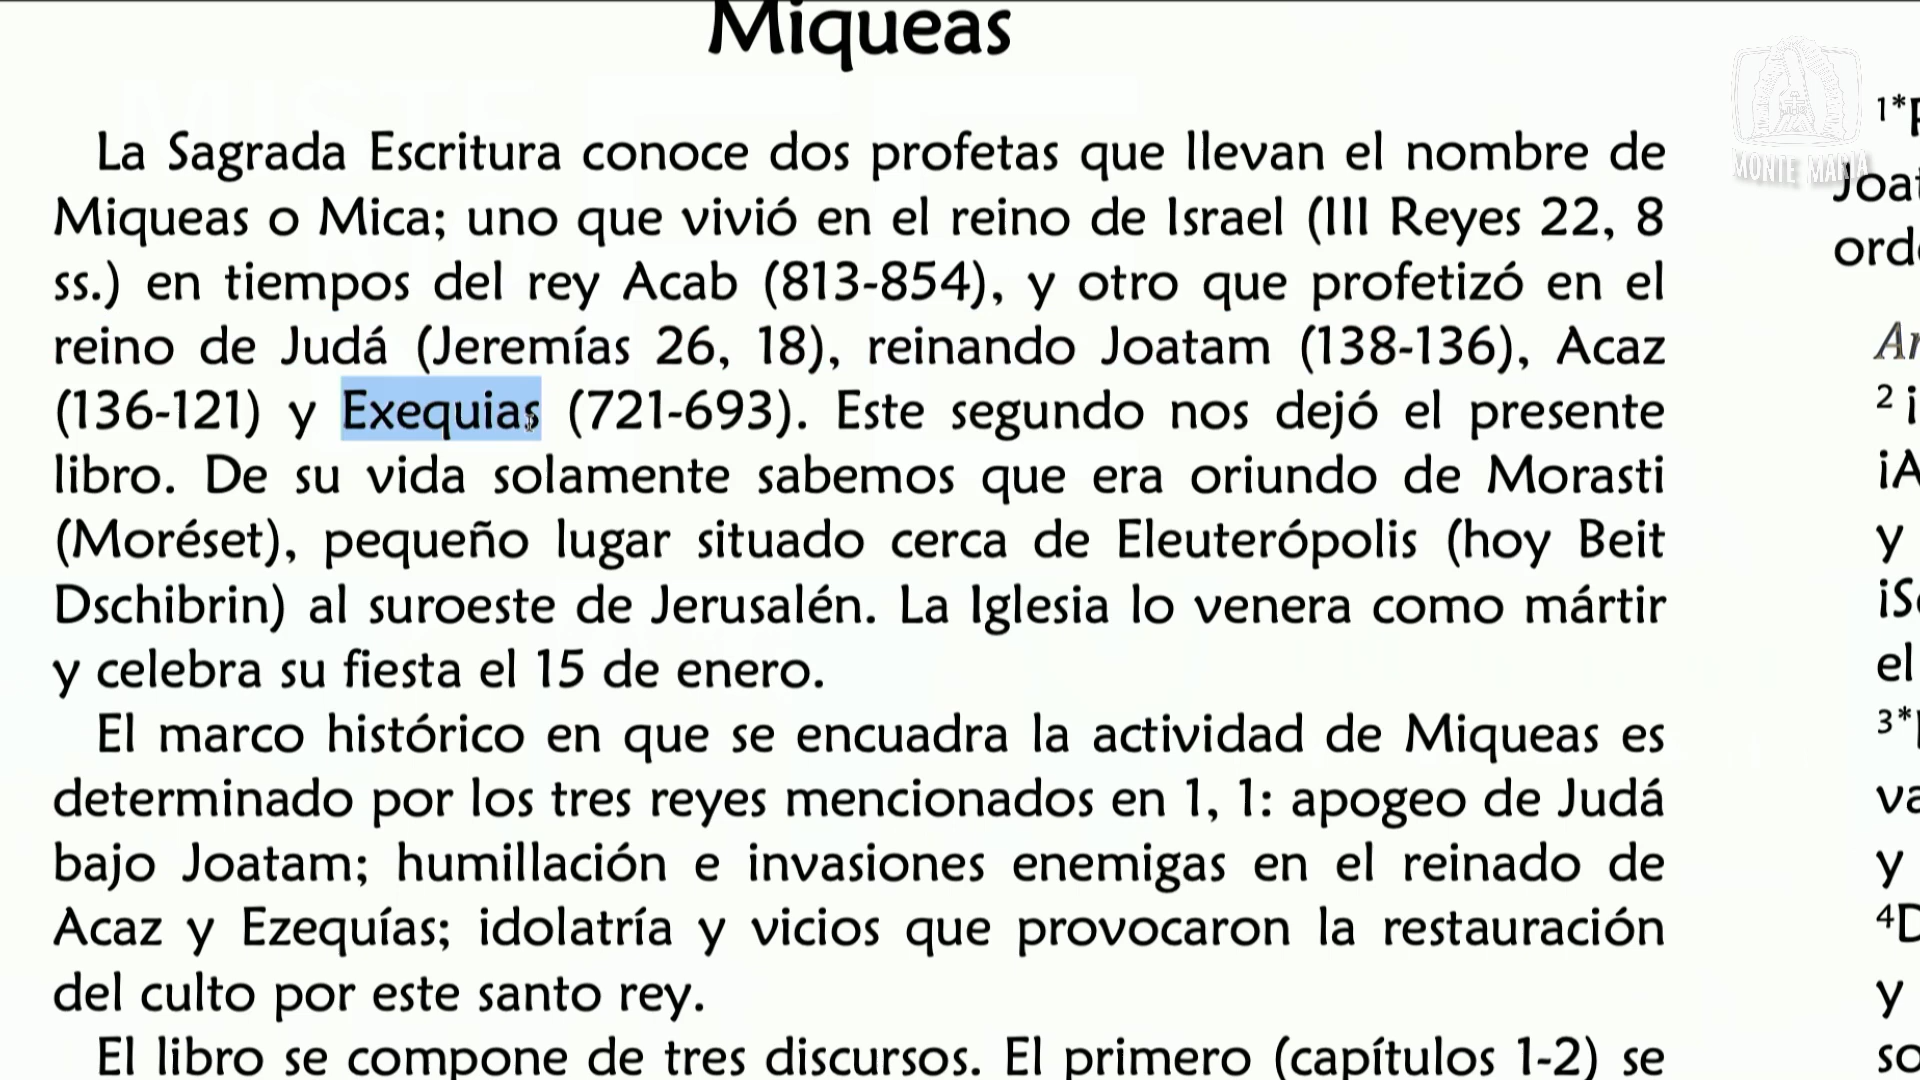 Miqueas
La Sagrada Escritura conoce dos profetas que llevan el nombre de
Miqueas o Mica; uno que vivió en el reino de Israel (III Reyes 22, 8
ss.) en tiempos del rey Acab (813-854), y otro que profetizó en el
reino de Judá (Jeremías 26, 18), reinando Joatam (138-136), Acaz
(136-121) y Exequias (721-693). Este segundo nos dejó el presente
libro. De su vida solamente sabemos que era oriundo de Morasti
(Moréset), pequeño lugar situado cerca de Eleuterópolis (hoy Beit
Dschibrin) al suroeste de Jerusalén. La Iglesia lo venera como mártir
y celebra su fiesta el 15 de enero.
El marco histórico en que se encuadra la actividad de Miqueas es
determinado por los tres reyes mencionados en 1, 1: apogeo de Judá
bajo Joatam; humillación e invasiones enemigas en el reinado de
Acaz y Ezequías; idolatría y vicios que provocaron la restauración
del culto por este santo rey.
El libro se compone de tres discursos. El primero (capítulos 1-2) se
MONTE MARIA
1*
2
y
el
3*
y
4
y